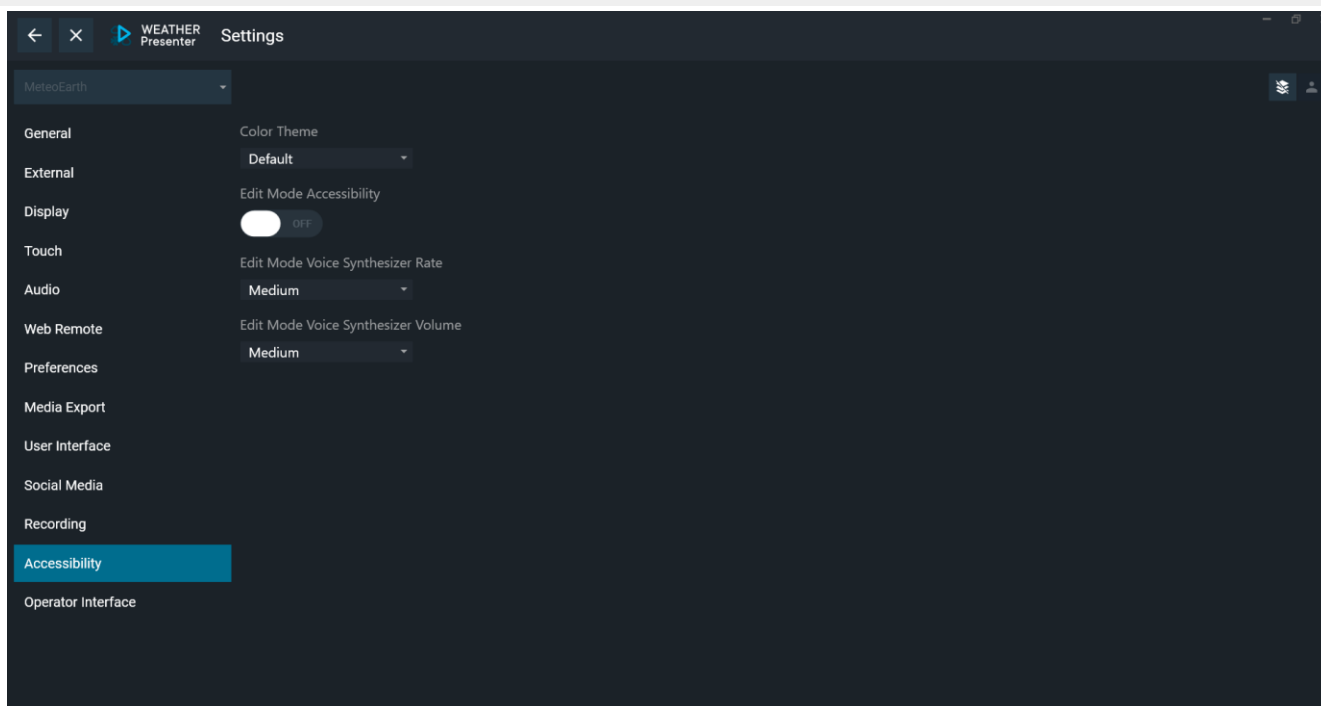 WEATHER
Presenter
Settings
MeteoEarth
General
External
Display
Touch
Audio
Web Remote
Preferences
Media Export
User Interface
Social Media
Recording
Accessibility
Operator Interface
Color Theme
Default
Edit Mode Accessibility
OFF
Edit Mode Voice Synthesizer Rate
Medium
Edit Mode Voice Synthesizer Volume
Medium